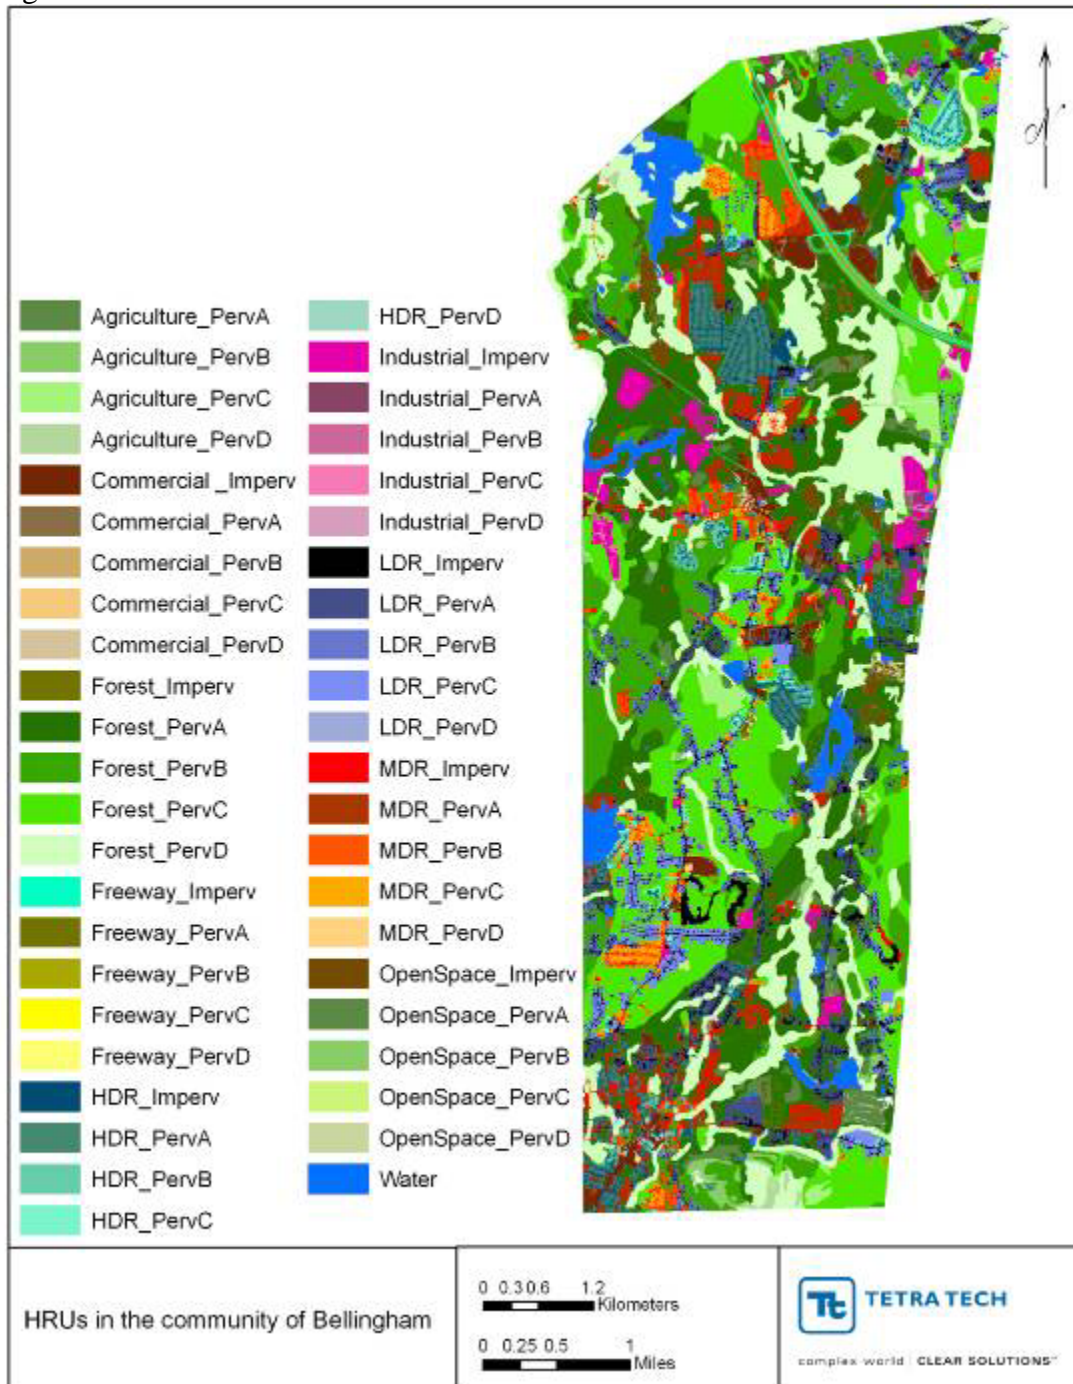 Agriculture_PervA
Agriculture_PervB
Agriculture_PervC
Agriculture_PervD
Commercial _Imperv
Commercial_PervA
Commercial_PervB
Commercial_PervC
Commercial_PervD
Forest_Imperv
Forest_PervA
Forest_PervB
Forest_PervC
Forest_PervD
Freeway_Imperv
Freeway_PervA
Freeway_PervB
Freeway_PervC
Freeway_PervD
HDR_Imperv
HDR_PervA
HDR_PervB
HDR_PervC
HDR_PervD
Industrial_Imperv
Industrial_PervA
Industrial_PervB
Industrial_PervC
Industrial_PervD
LDR_Imperv
LDR_PervA
LDR_PervB
LDR_PervC
LDR_PervD
MDR_Imperv
MDR_PervA
MDR_PervB
MDR_PervC
MDR_PervD
OpenSpace_Imperv
OpenSpace_PervA
OpenSpace_PervB
OpenSpace_PervC
OpenSpace_PervD
Water
N
HRUs in the community of Bellingham
0 0.3 0.6 1.2
Kilometers
0 0.25 0.5 1
Miles
Tt TETRA TECH
complex world | CLEAR SOLUTIONS™